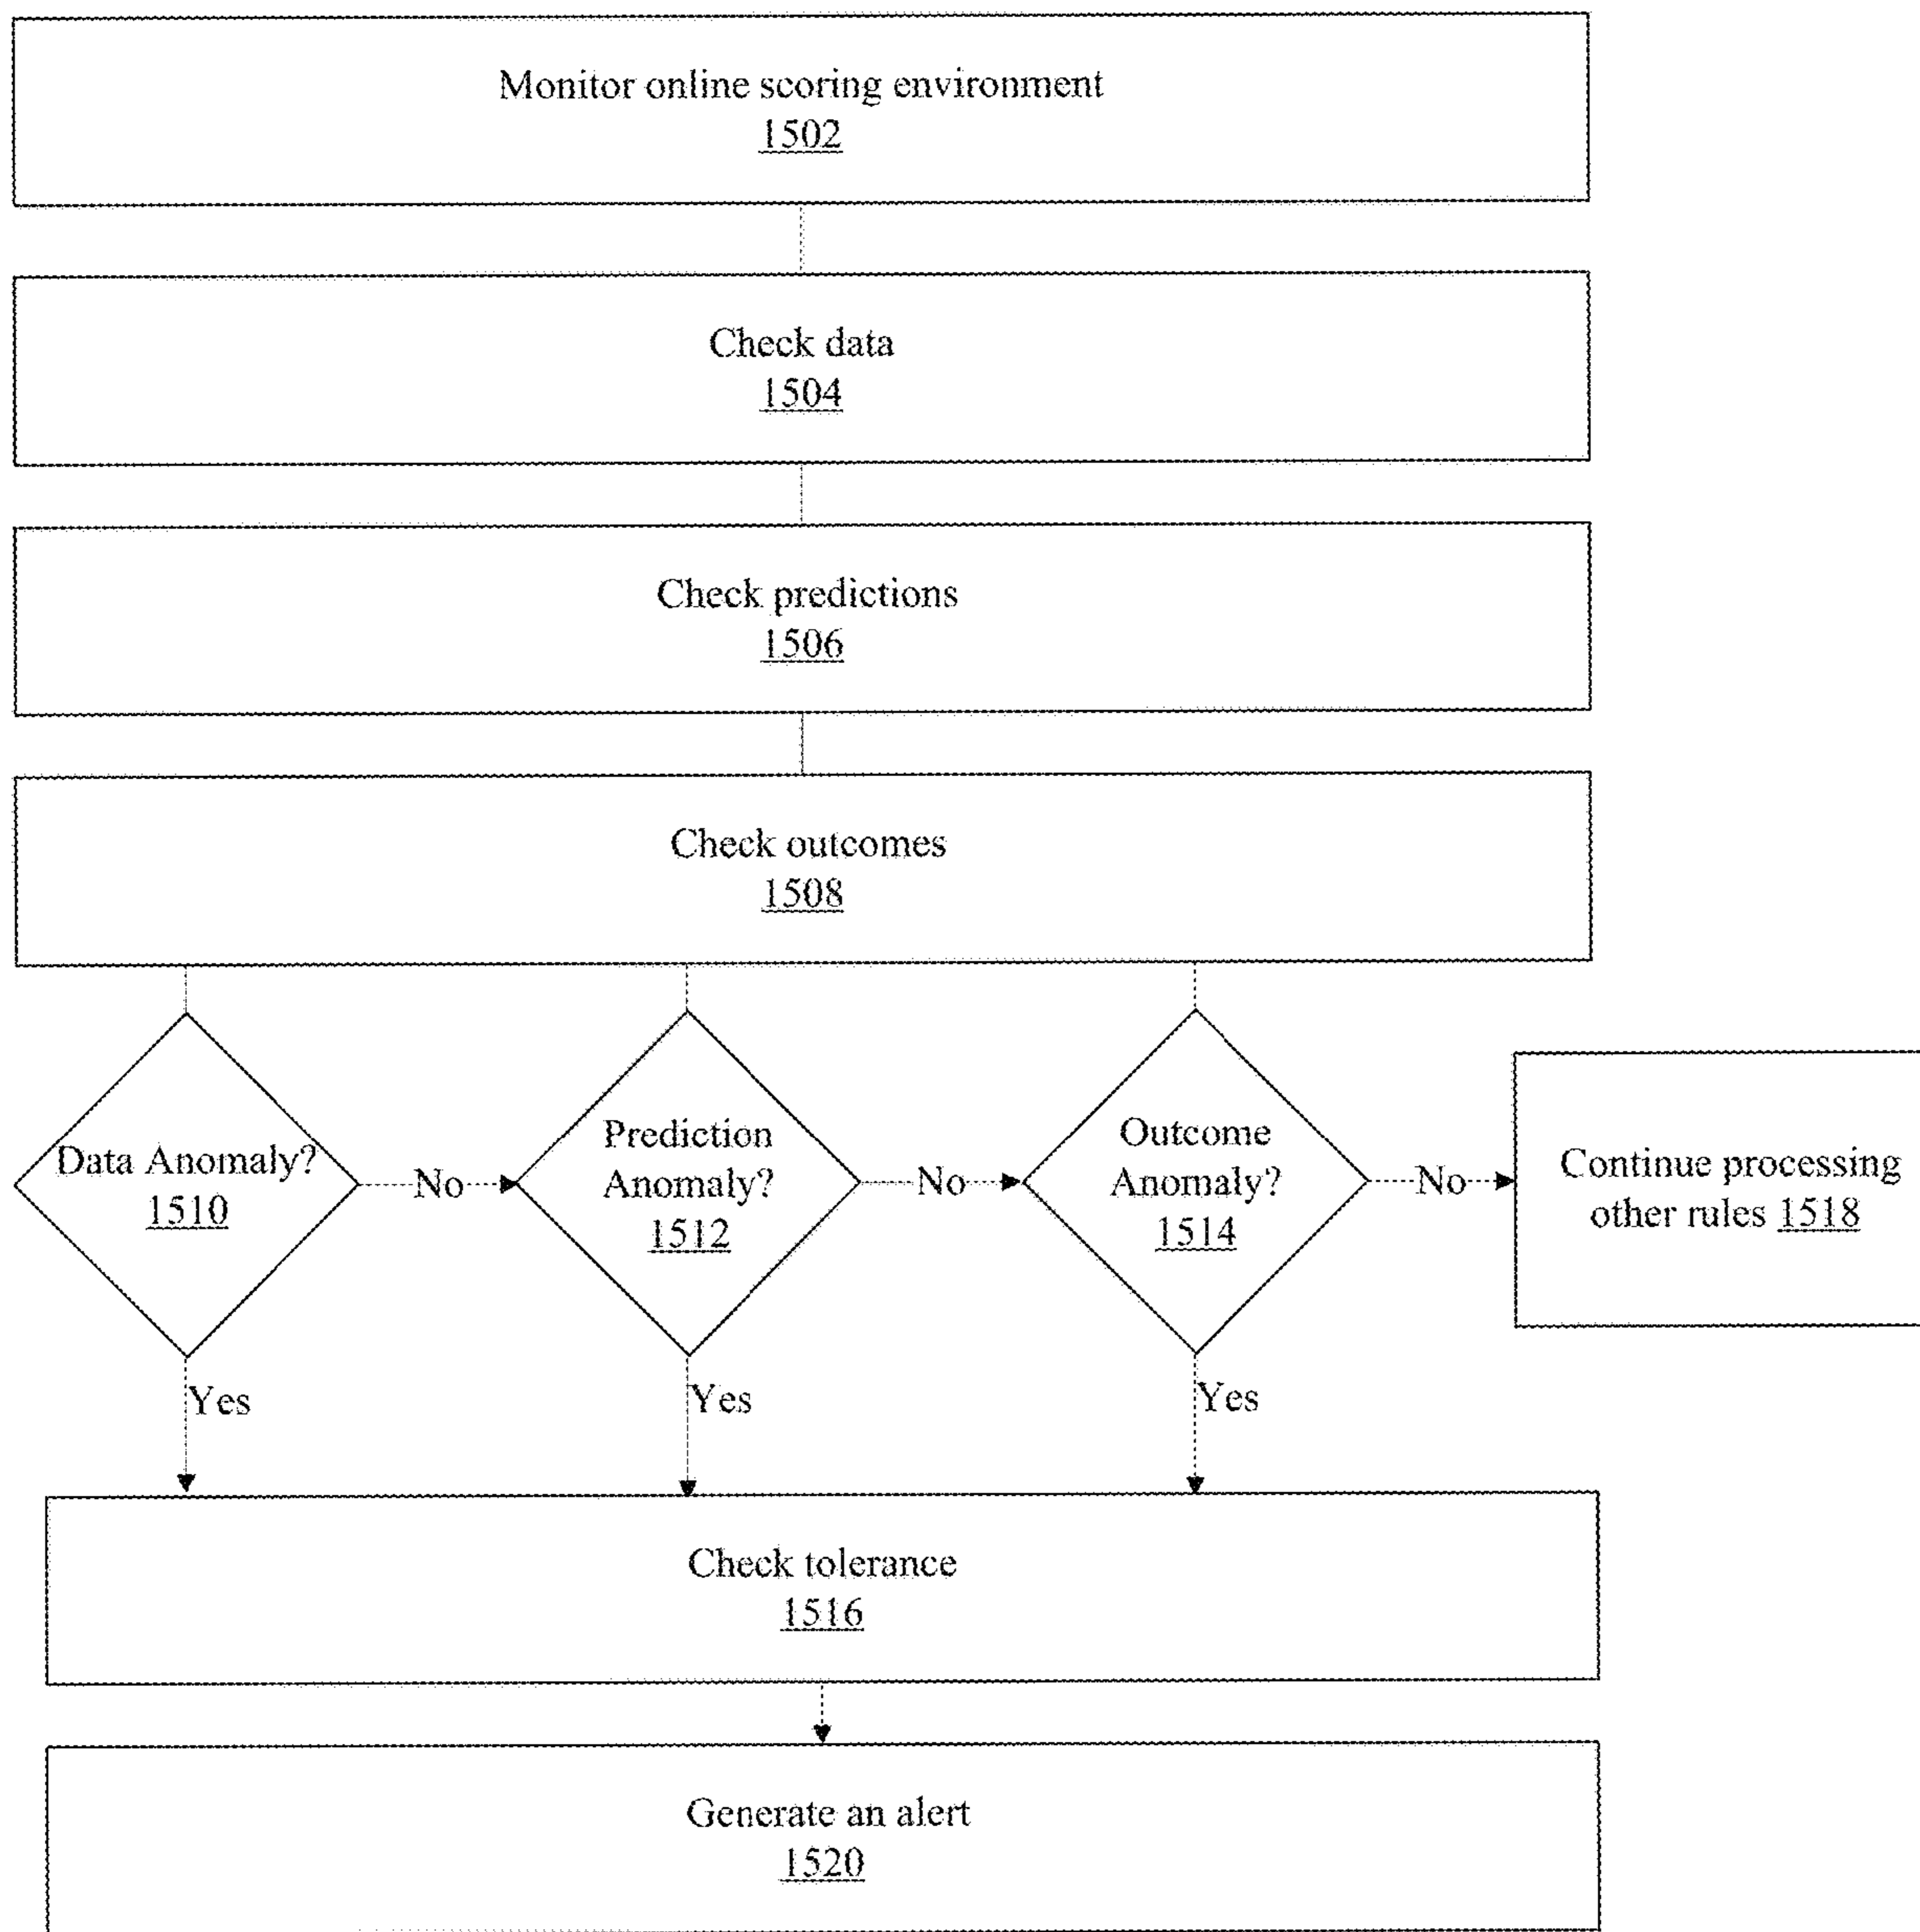 Monitor online scoring environment
1502
Check data
1504
Check predictions
1506
Check outcomes
1508
Data Anomaly?
1510
No
Prediction
Anomaly?
1512
No
Outcome
Anomaly?
1514
No
Continue processing
other rules 1518
Yes
Yes
Yes
Check tolerance
1516
Generate an alert
1520